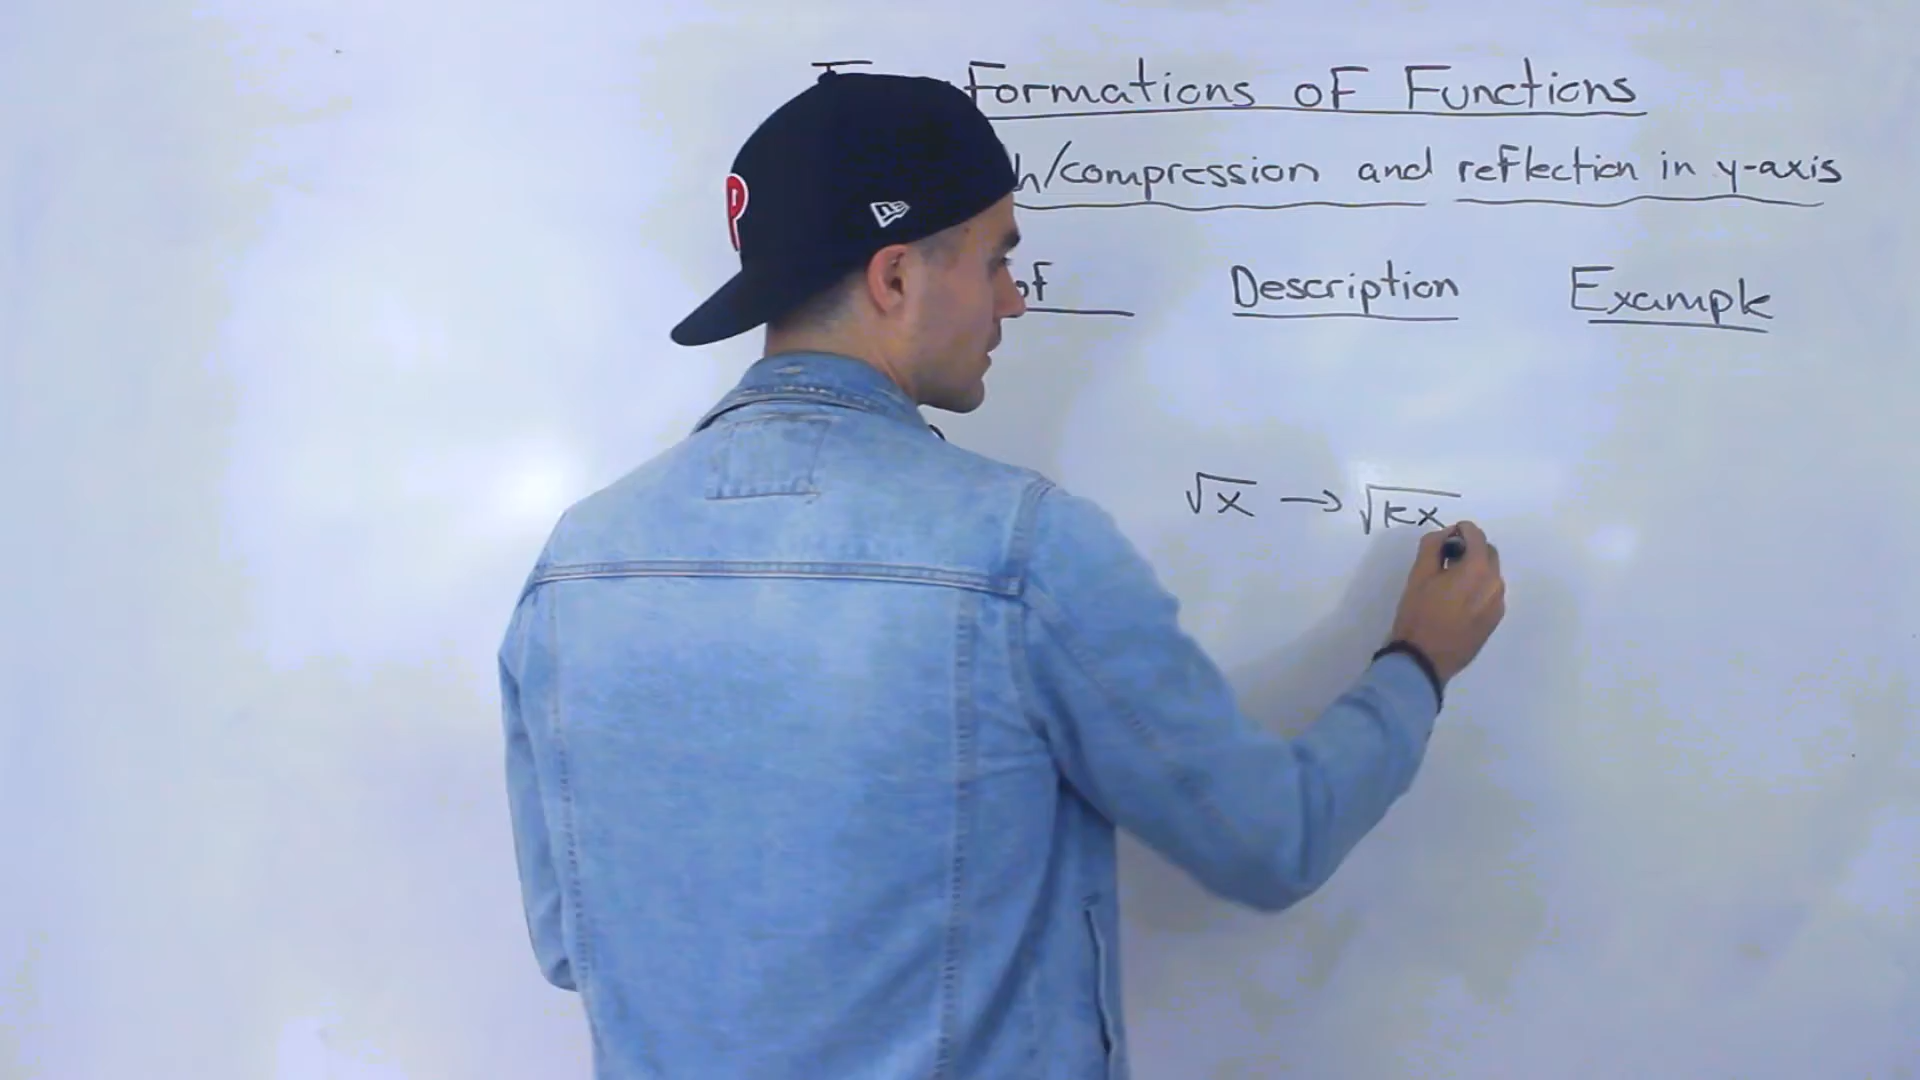 Formations of Functions
/compression and reflection in y-axis
of Description Example
√x → √kx
P